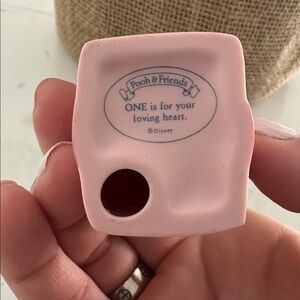 Pooh & Friends
ONE is for your
loving heart.
© Disney